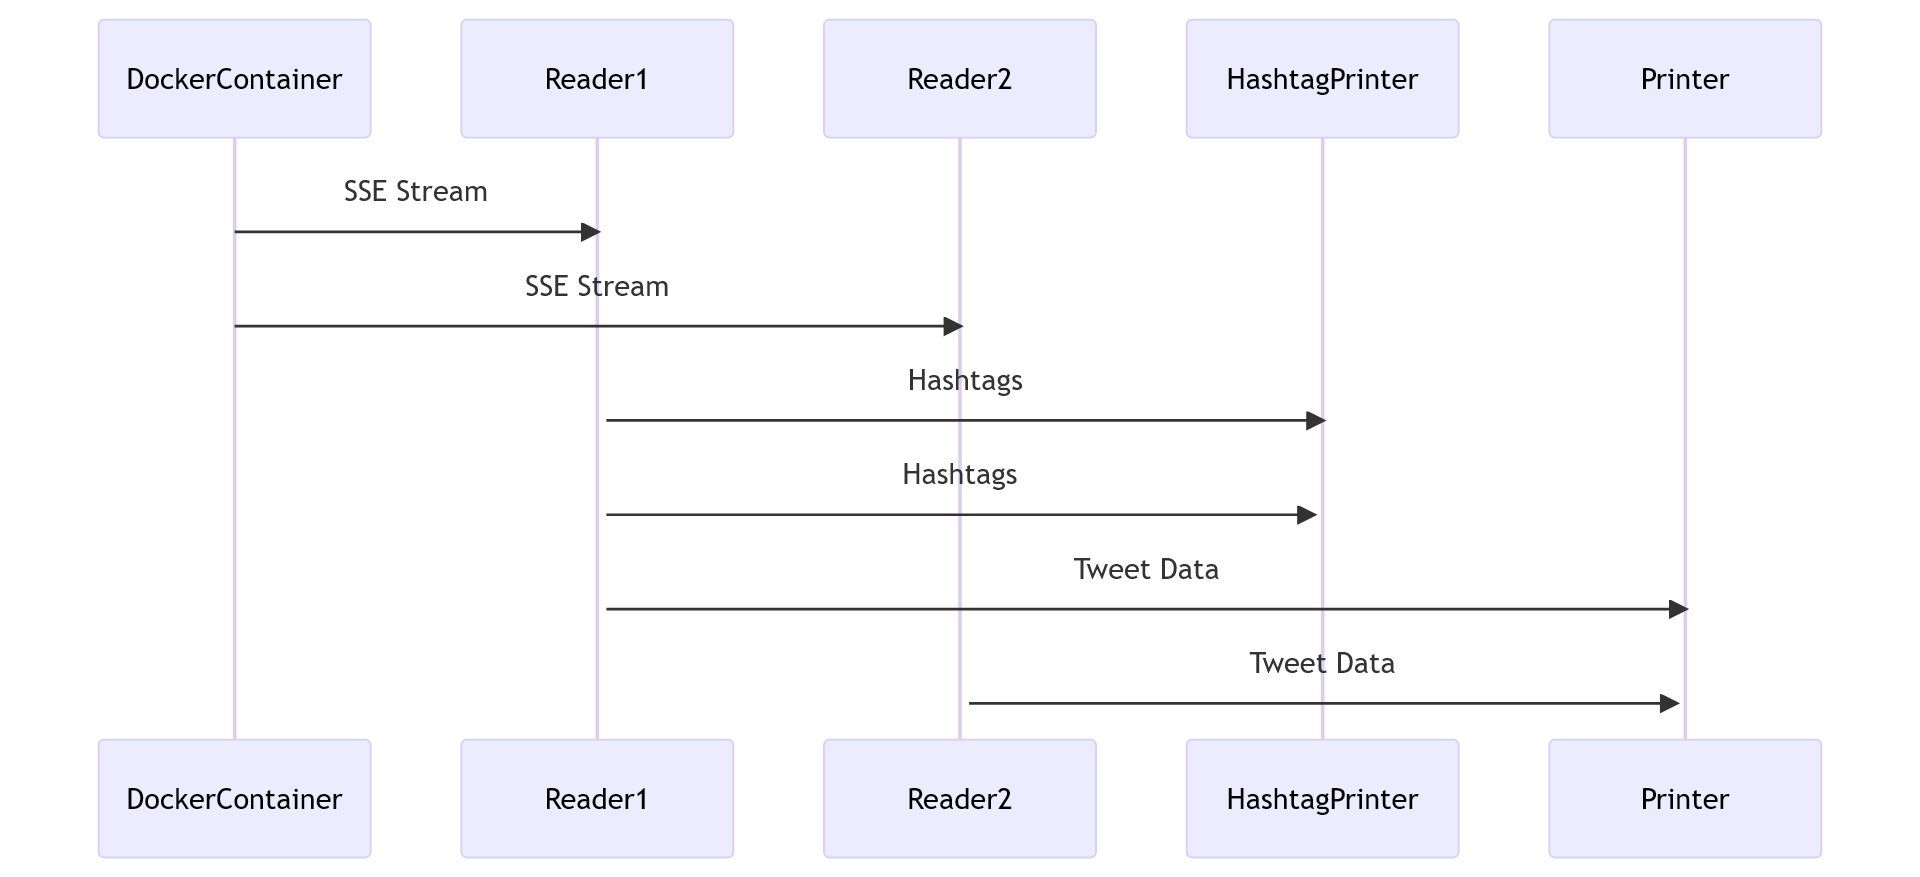 DockerContainer
Reader1
Reader2
HashtagPrinter
Printer
SSE Stream
SSE Stream
Hashtags
Hashtags
Tweet Data
Tweet Data
DockerContainer
Reader1
Reader2
HashtagPrinter
Printer